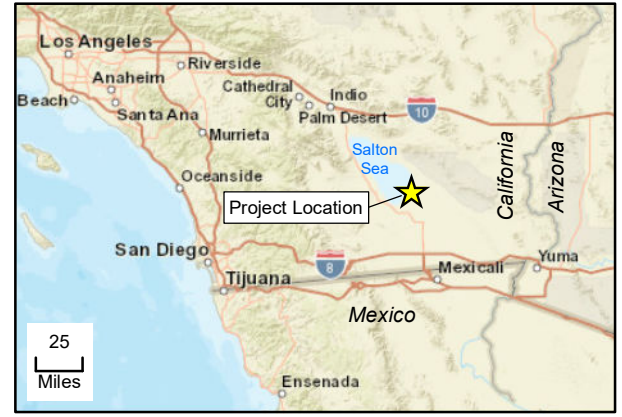 Los Angeles
Riverside
Anaheim
Cathedral
City
Indio
Beach
Santa Ana
Palm Desert
10
Murrieta
Salton
Sea
California
Arizona
Oceanside
Project Location
San Diego
8
Yuma
Tijuana
Mexicali
Mexico
25
Miles
Ensenada